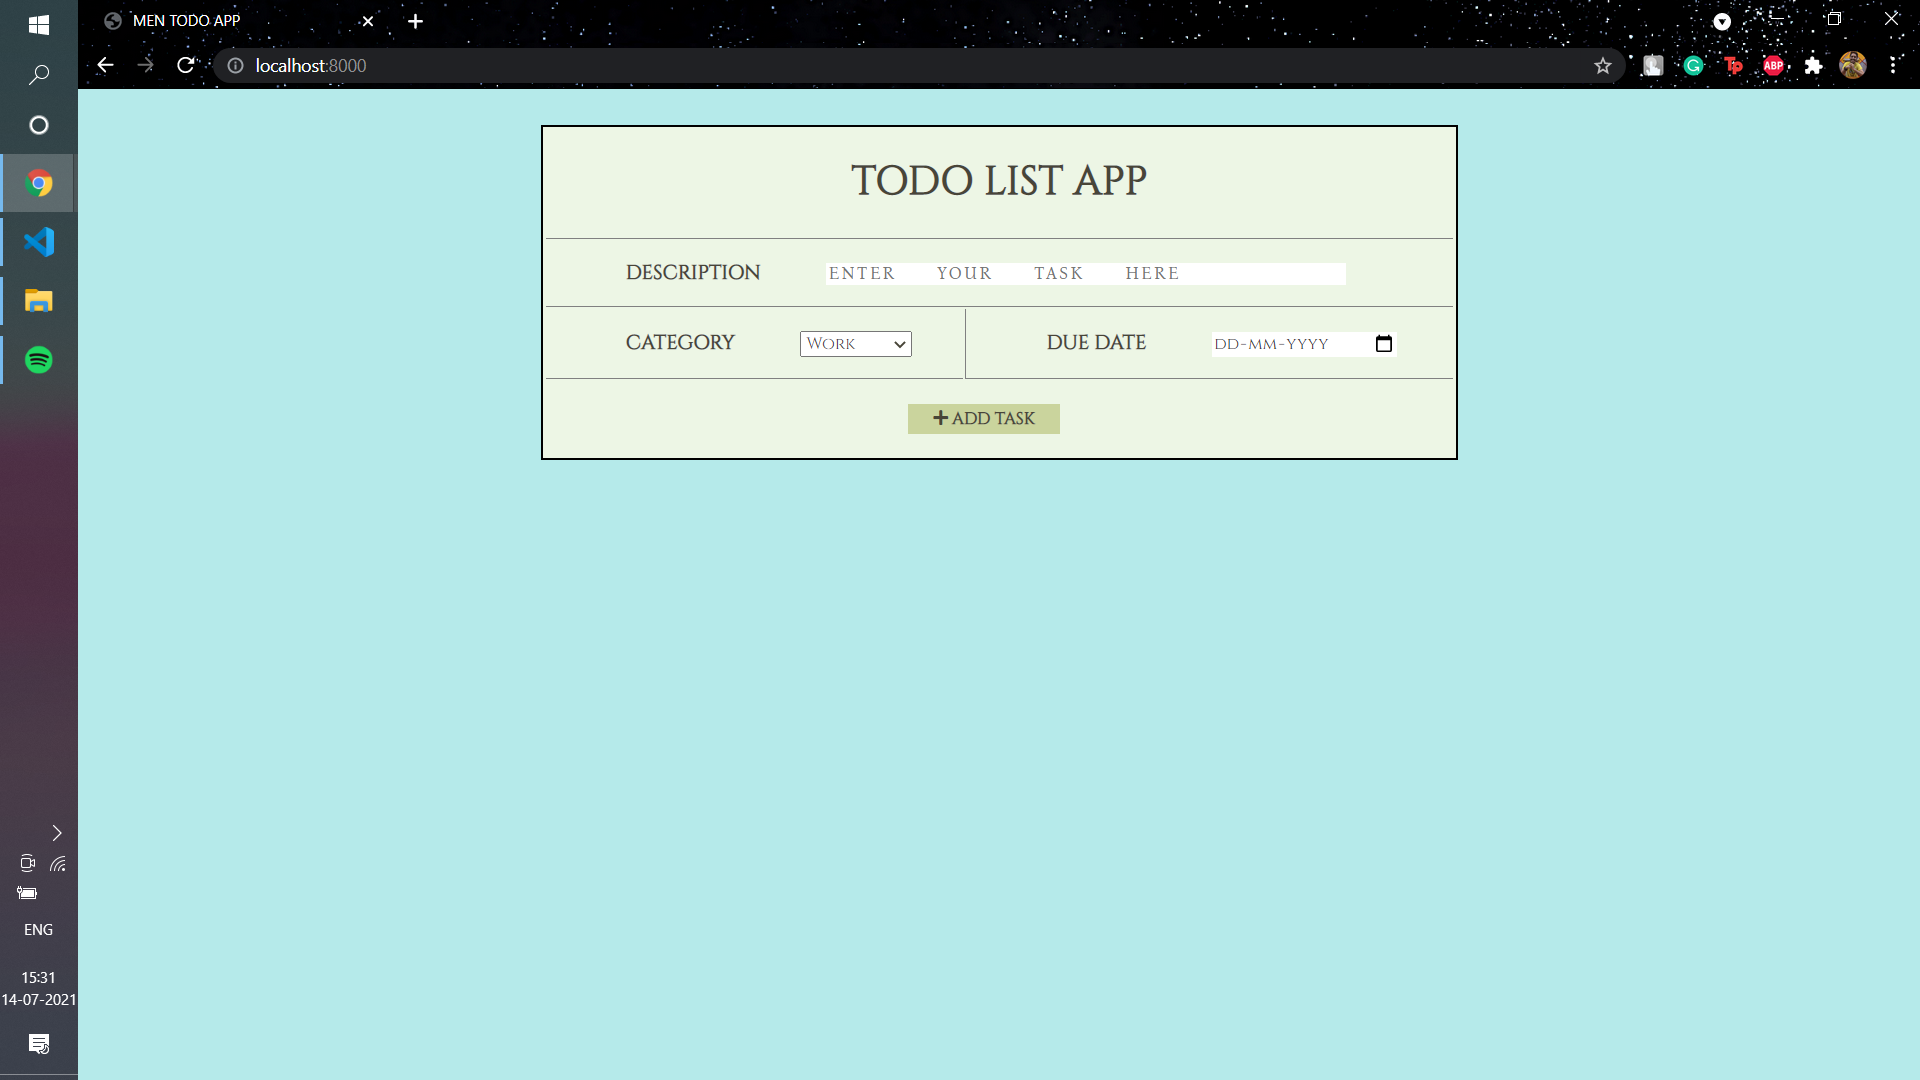 MEN TODO APP
localhost:8000
Tp
ABP
TODO LIST APP
DESCRIPTION ENTER YOUR TASK HERE
CATEGORY Work DUE DATE DD-MM-YYYY
ADD TASK
ENG
15:31
14-07-2021